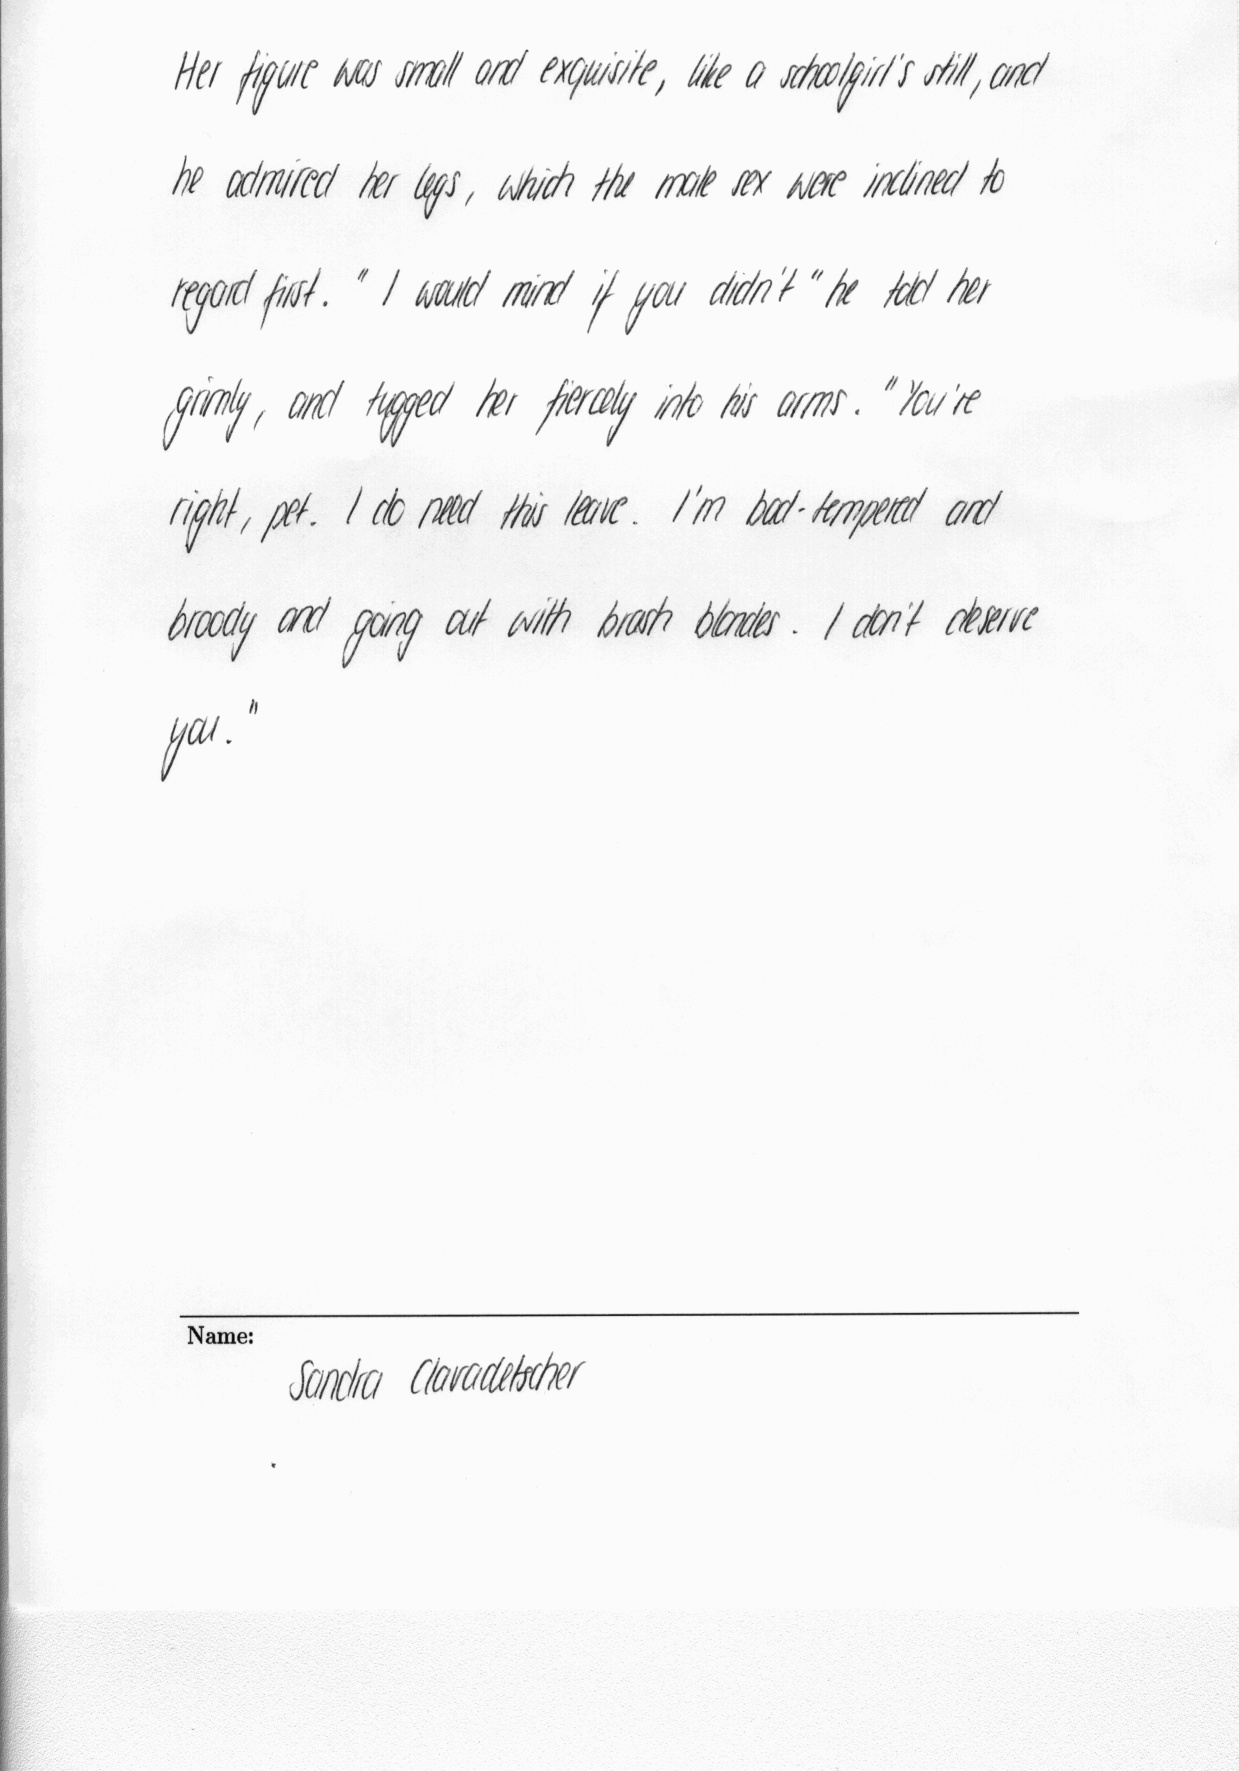 Her figure was small and exquisite, like a schoolgirl's still, and
he admired her legs, which the male sex were inclined to
regard first. "I would mind if you didn't" he told her
grimly, and tugged her fiercely into his arms. "You're
right, pet. I do need this leave. I'm bad-tempered and
broody and going out with brash blondes. I don't deserve
you."
Name:
Sandra Clavadetscher